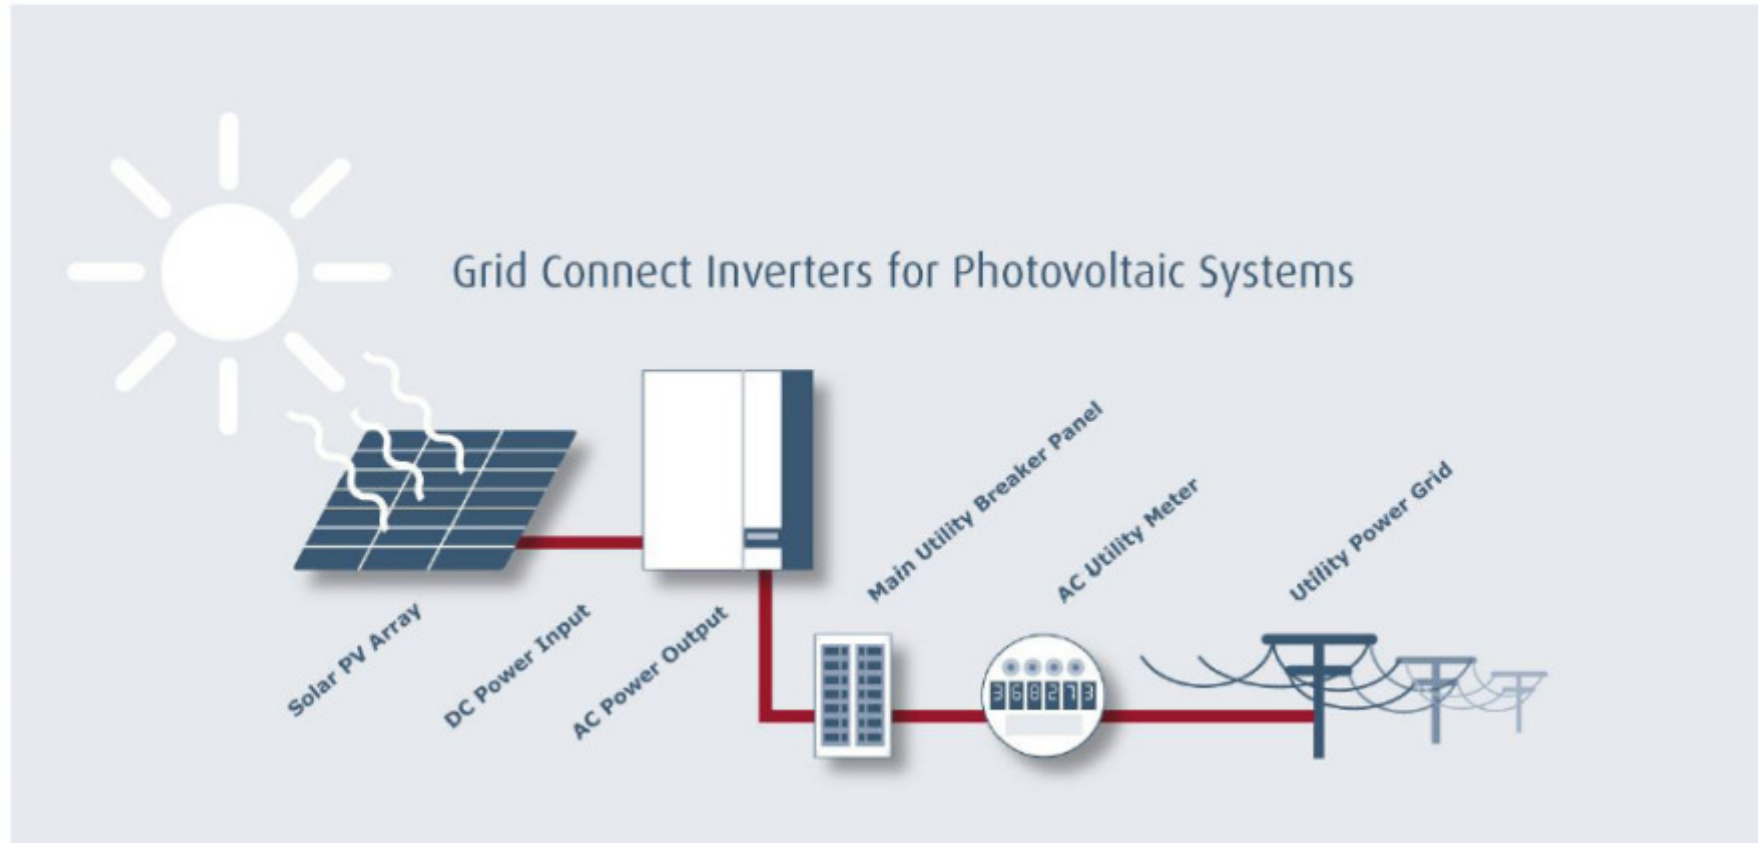 Grid Connect Inverters for Photovoltaic Systems
Solar PV Array
DC Power Input
AC Power Output
Main Utility Breaker Panel
AC Utility Meter
Utility Power Grid
368273